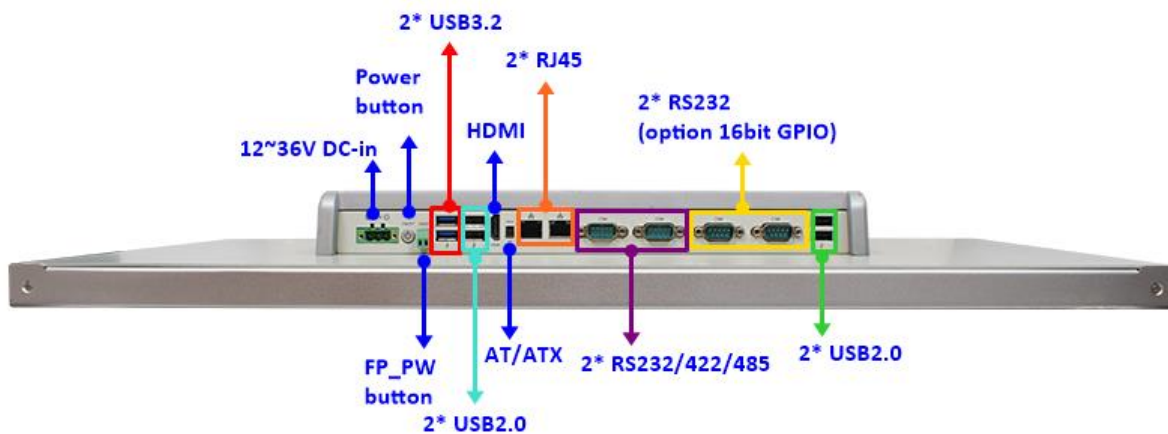 2* USB3.2
2* RJ45
Power
button
2* RS232
(option 16bit GPIO)
HDMI
12~36V DC-in
FP_PW
button
AT/ATX
2* RS232/422/485
2* USB2.0
2* USB2.0